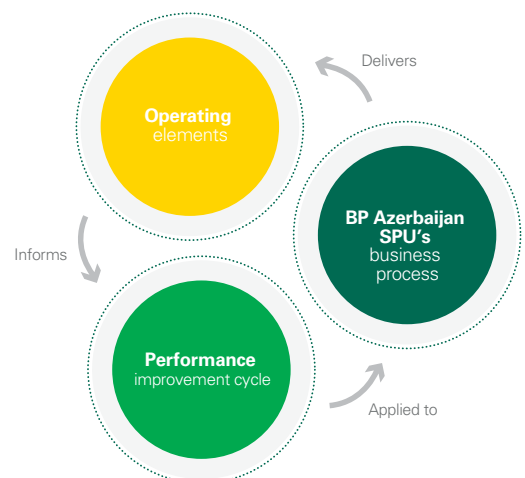 Delivers
Operating
elements
BP Azerbaijan
SPU's
business
process
Informs
Performance
improvement cycle
Applied to